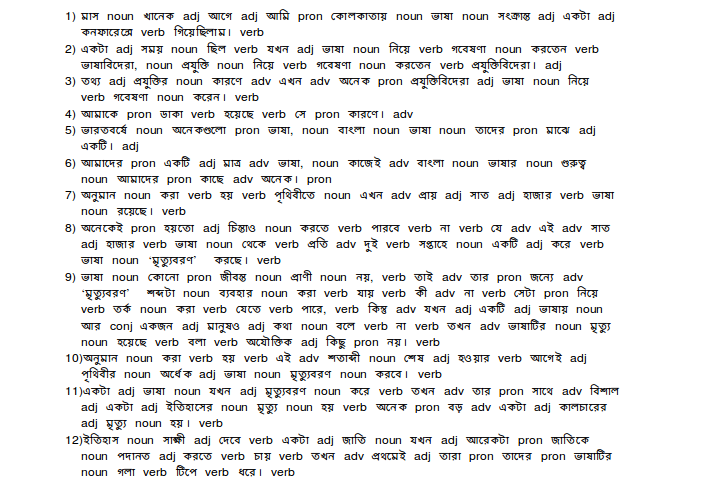 1) মাস noun খানেক adj আগে adj আমি pron কোলকাতায় noun ভাষা noun সংক্রান্ত adj একটা adj
কনফারেন্সে verb গিয়েছিলাম। verb
2) একটা adj সময় noun ছিল verb যখন adj ভাষা noun নিয়ে verb গবেষণা noun করতেন verb
ভাষাবিদেরা, noun প্রযুক্তি noun নিয়ে verb গবেষণা noun করতেন verb প্রযুক্তিবিদেরা। adj
3) তথ্য adj প্রযুক্তির noun কারণে adv এখন adv অনেক pron প্রযুক্তিবিদেরা adj ভাষা noun নিয়ে
verb গবেষণা noun করেন। verb
4) আমাকে pron ডাকা verb হয়েছে verb সে pron কারণে। adv
5) ভারতবর্ষে noun অনেকগুলো pron ভাষা, noun বাংলা noun ভাষা noun তাদের pron মাঝে adj
একটি। adj
6) আমাদের pron একটি adj মাত্র adv ভাষা, noun কাজেই adv বাংলা noun ভাষার noun গুরুত্ব
noun আমাদের pron কাছে adv অনেক। pron
7) অনুমান noun করা verb হয় verb পৃথিবীতে noun এখন adv প্রায় adj সাত adj হাজার verb ভাষা
noun রয়েছে। verb
8) অনেকেই pron হয়তো adj চিন্তাও noun করতে verb পারবে verb না verb যে adv এই adv সাত
adj হাজার verb ভাষা noun থেকে verb প্রতি adv দুই verb সপ্তাহে noun একটি adj করে verb
ভাষা noun ‘মৃত্যুবরণ’ করছে। verb
9) ভাষা noun কোনো pron জীবন্ত noun প্রাণী noun নয়, verb তাই adv তার pron জন্যে adv
‘মৃত্যুবরণ’ শব্দটা noun ব্যবহার noun করা verb যায় verb কী adv না verb সেটা pron নিয়ে
verb তর্ক noun করা verb যেতে verb পারে, verb কিন্তু adv যখন adj একটি adj ভাষায় noun
আর conj একজন adj মানুষও adj কথা noun বলে verb না verb তখন adv ভাষাটির noun মৃত্যু
noun হয়েছে verb বলা verb অযৌক্তিক adj কিছু pron নয়। verb
10)অনুমান noun করা verb হয় verb এই adv শতাব্দী noun শেষ adj হওয়ার verb আগেই adj
পৃথিবীর noun অর্ধেক adj ভাষা noun মৃত্যুবরণ noun করবে। verb
11)একটা adj ভাষা noun যখন adj মৃত্যুবরণ noun করে verb তখন adv তার pron সাথে adv বিশাল
adj একটা adj ইতিহাসের noun মৃত্যু noun হয় verb অনেক pron বড় adv একটা adj কালচারের
adj মৃত্যু noun হয়। verb
12)ইতিহাস noun সাক্ষী adj দেবে verb একটা adj জাতি noun যখন adj আরেকটা pron জাতিকে
noun পদানত adj করতে verb চায় verb তখন adv প্রথমেই adj তারা pron তাদের pron ভাষাটির
noun গলা verb টিপে verb ধরে। verb